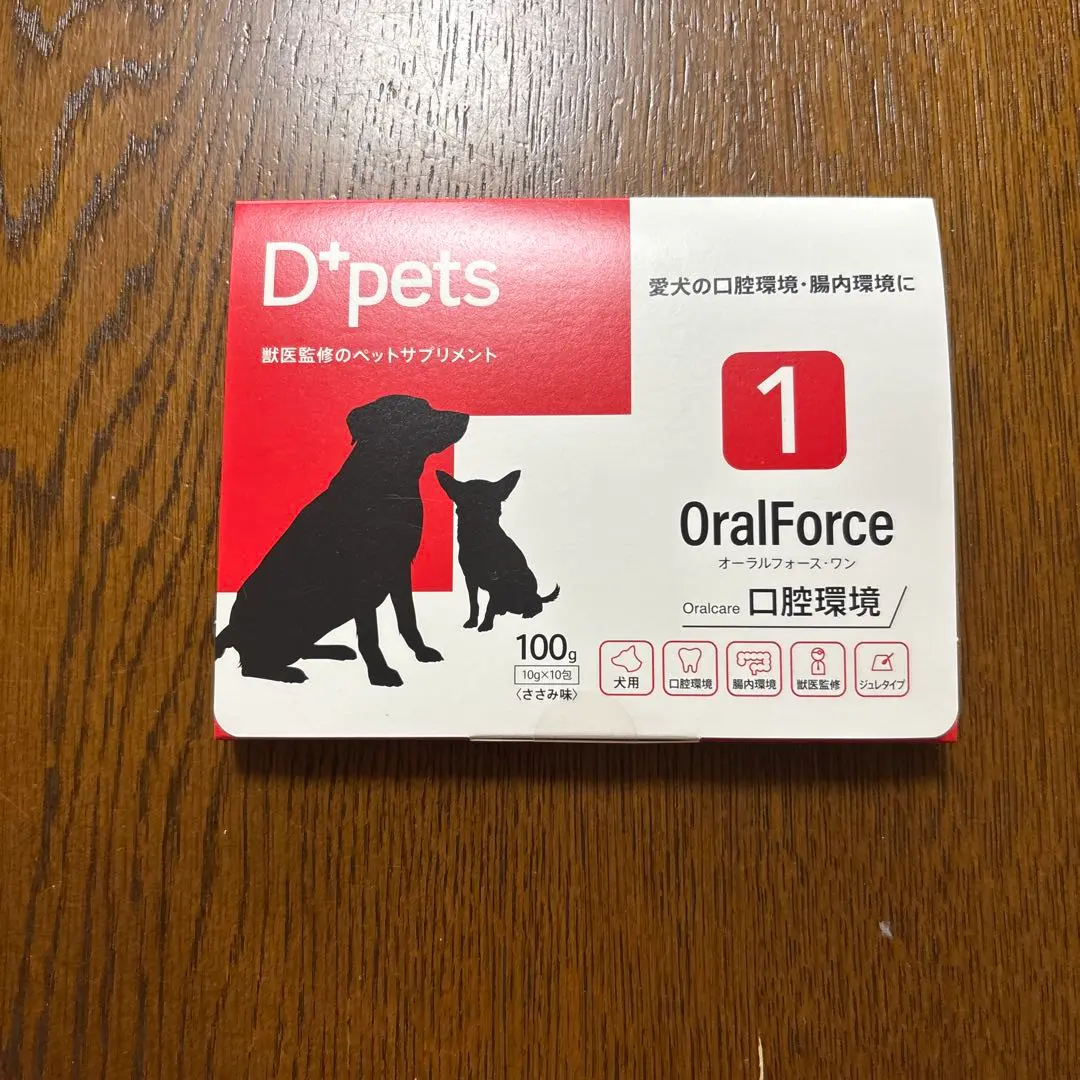 D+pets
獣医監修のペットサプリメント
愛犬の口腔環境・腸内環境に
1
OralForce
オーラルフォース・ワン
Oralcare 口腔環境
100g
10g×10包
〈ささみ味〉
犬用
口腔環境
腸内環境
獣医監修
ジュレタイプ